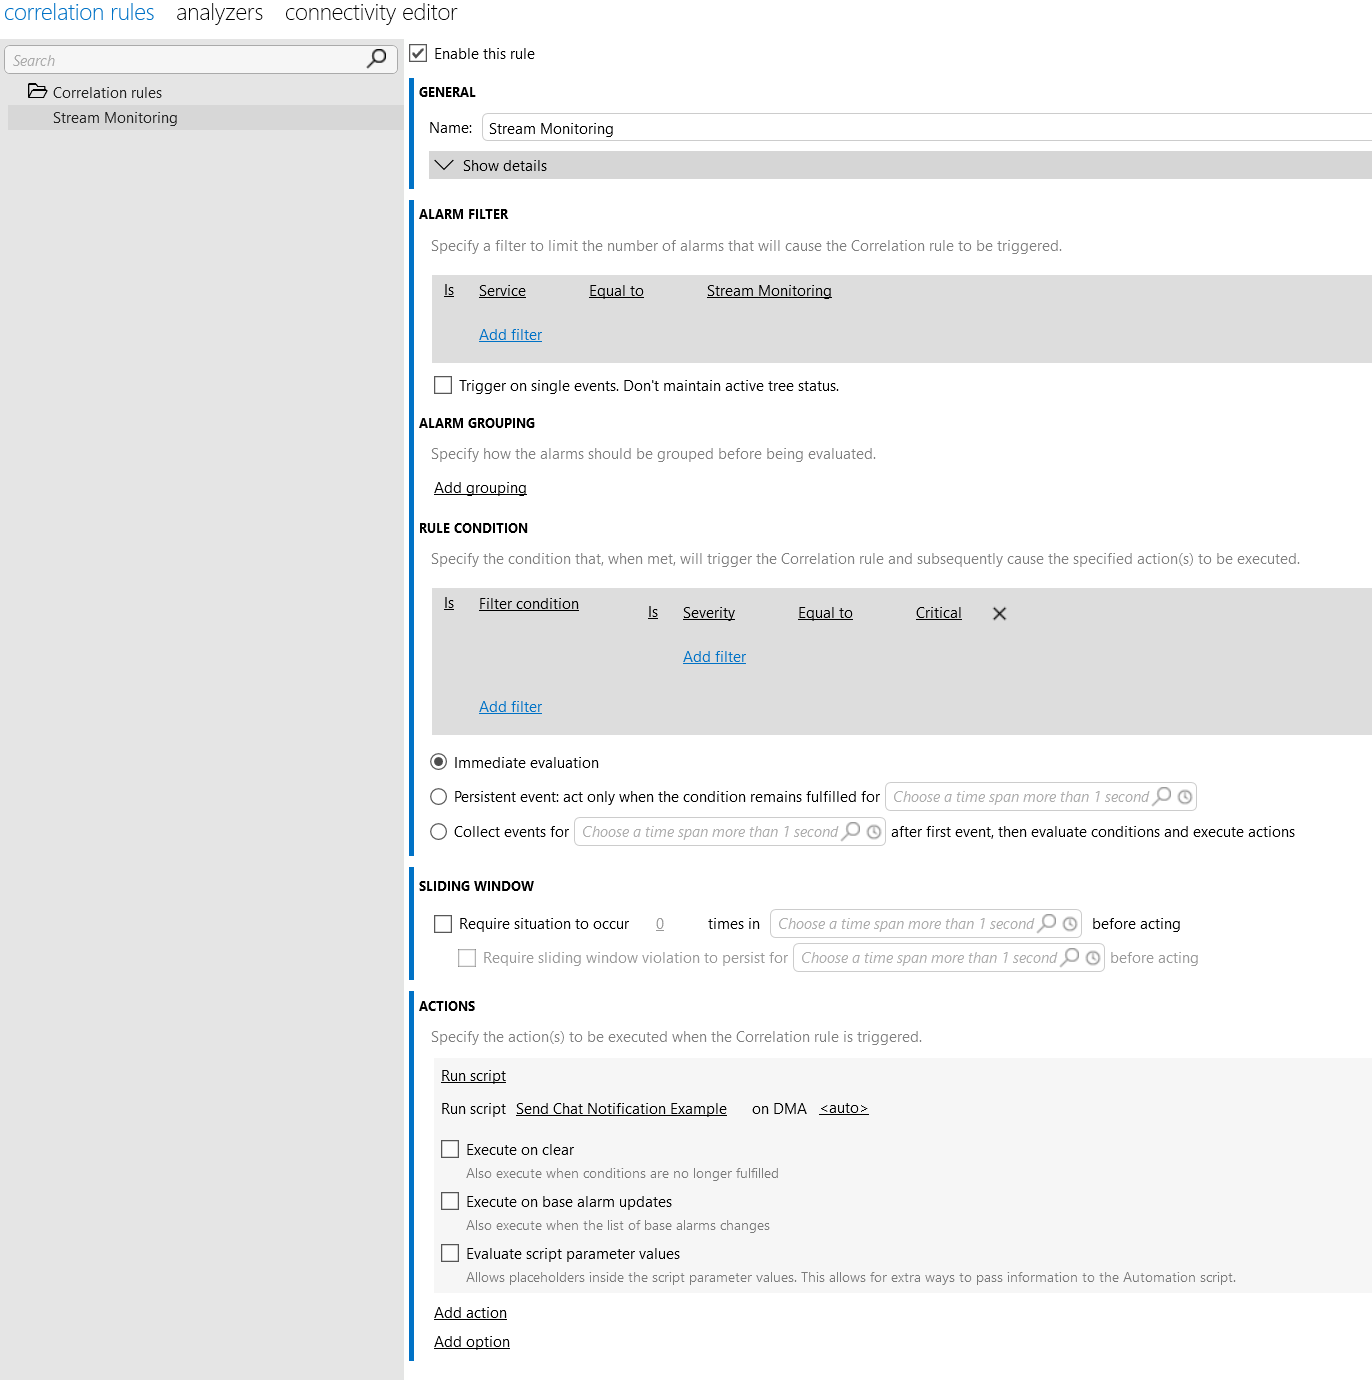 correlation rules analyzers connectivity editor
Search
Correlation rules
Stream Monitoring
Enable this rule
GENERAL
Name: Stream Monitoring
Show details
ALARM FILTER
Specify a filter to limit the number of alarms that will cause the Correlation rule to be triggered.
Is Service Equal to Stream Monitoring
Add filter
Trigger on single events. Don't maintain active tree status.
ALARM GROUPING
Specify how the alarms should be grouped before being evaluated.
Add grouping
RULE CONDITION
Specify the condition that, when met, will trigger the Correlation rule and subsequently cause the specified action(s) to be executed.
Is Filter condition Is Severity Equal to Critical
Add filter
Add filter
Immediate evaluation
Persistent event: act only when the condition remains fulfilled for Choose a time span more than 1 second
Collect events for Choose a time span more than 1 second after first event, then evaluate conditions and execute actions
SLIDING WINDOW
Require situation to occur 0 times in Choose a time span more than 1 second before acting
Require sliding window violation to persist for Choose a time span more than 1 second before acting
ACTIONS
Specify the action(s) to be executed when the Correlation rule is triggered.
Run script
Run script Send Chat Notification Example on DMA <auto>
Execute on clear
Also execute when conditions are no longer fulfilled
Execute on base alarm updates
Also execute when the list of base alarms changes
Evaluate script parameter values
Allows placeholders inside the script parameter values. This allows for extra ways to pass information to the Automation script.
Add action
Add option